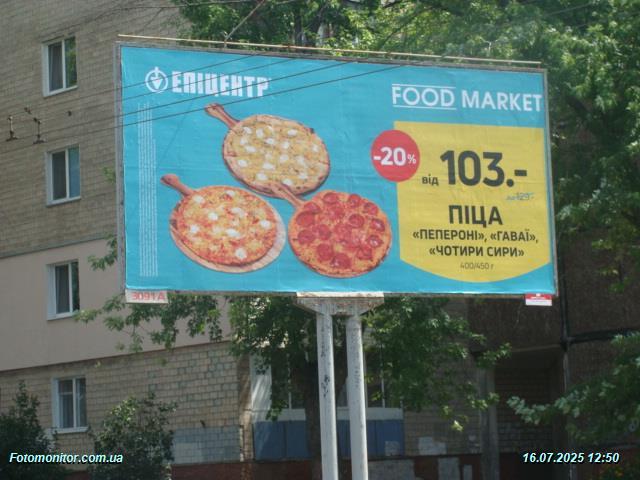 ЕПІЦЕНТР
FOOD MARKET
-20%
від 103.-
129.-
ПІЦА
«ПЕПЕРОНІ», «ГАВАЇ»,
«ЧОТИРИ СИРИ»
400/450 г
3091А
Fotomonitor.com.ua
16.07.2025 12:50